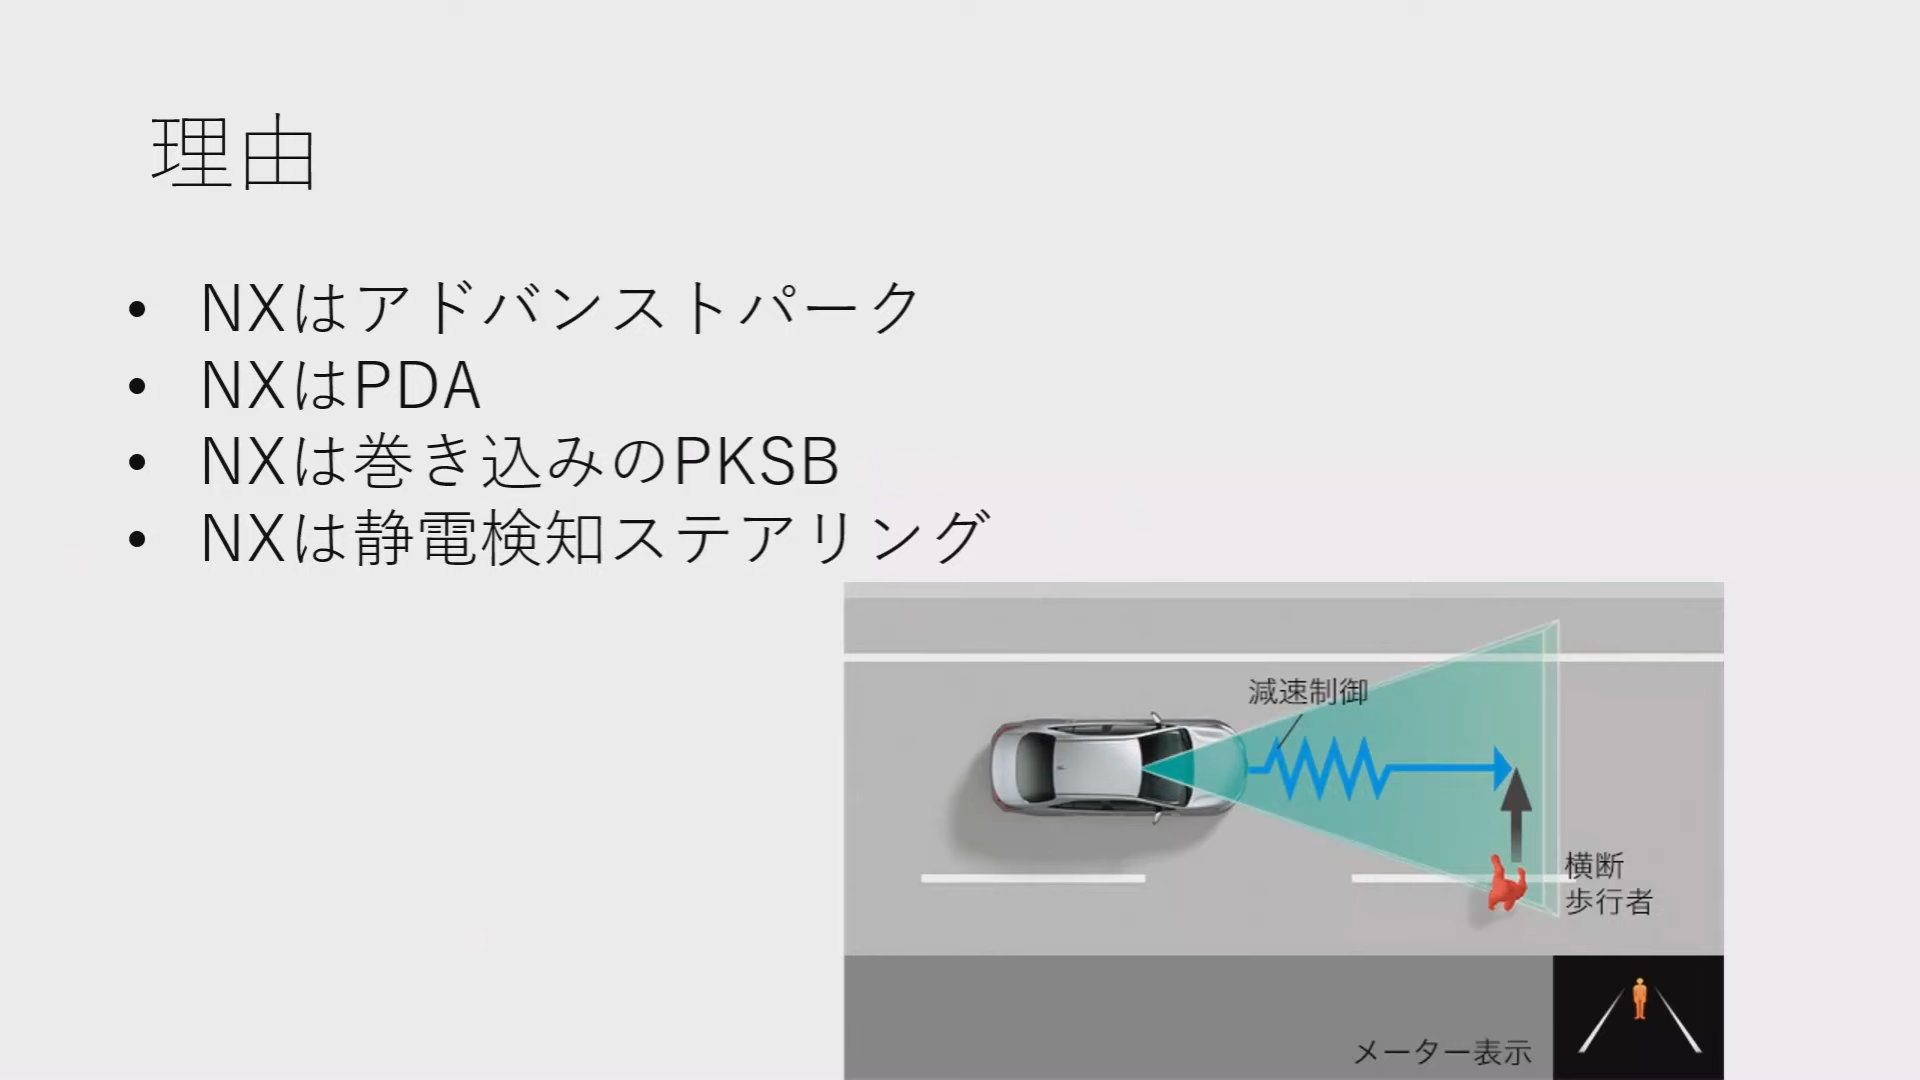 理由
• NXはアドバンストパーク
• NXはPDA
• NXは巻き込みのPKSB
• NXは静電検知ステアリング
減速制御
横断
歩行者
メーター表示